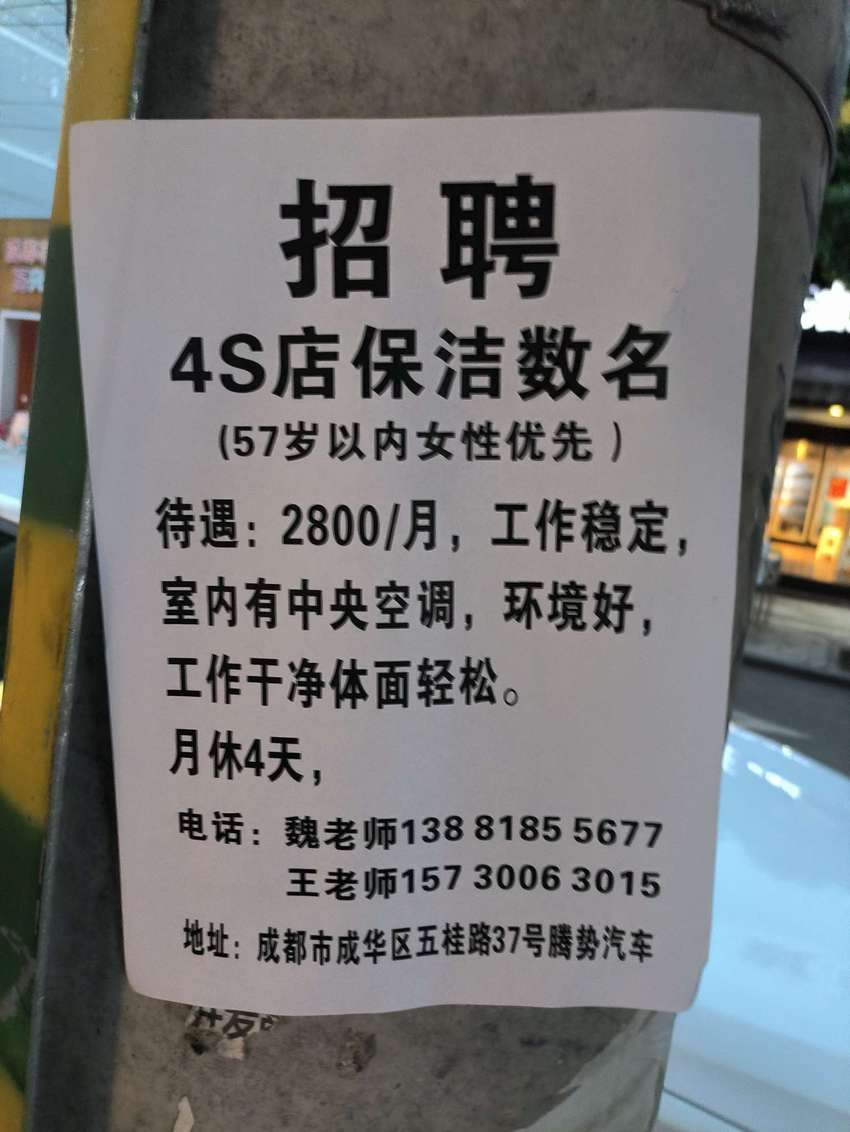 招聘
4S店保洁数名
(57岁以内女性优先)
待遇：2800/月，工作稳定，
室内有中央空调，环境好，
工作干净体面轻松。
月休4天，
电话：魏老师138 8185 5677
王老师157 3006 3015
地址：成都市成华区五桂路37号腾势汽车